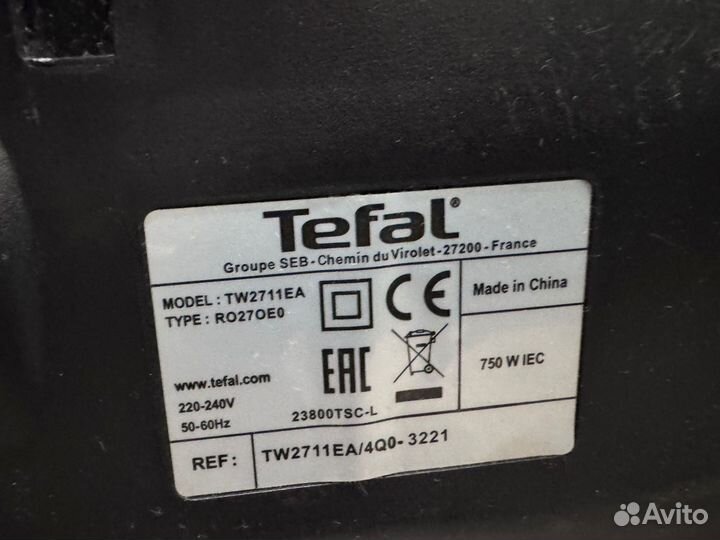 Tefal®
Groupe SEB - Chemin du Virolet - 27200 - France
MODEL : TW2711EA
TYPE : RO27OE0
CE
Made in China
www.tefal.com
220-240V
50-60Hz
EAC
23800TSC-L
750 W IEC
REF :
TW2711EA/4Q0- 3221
Avito